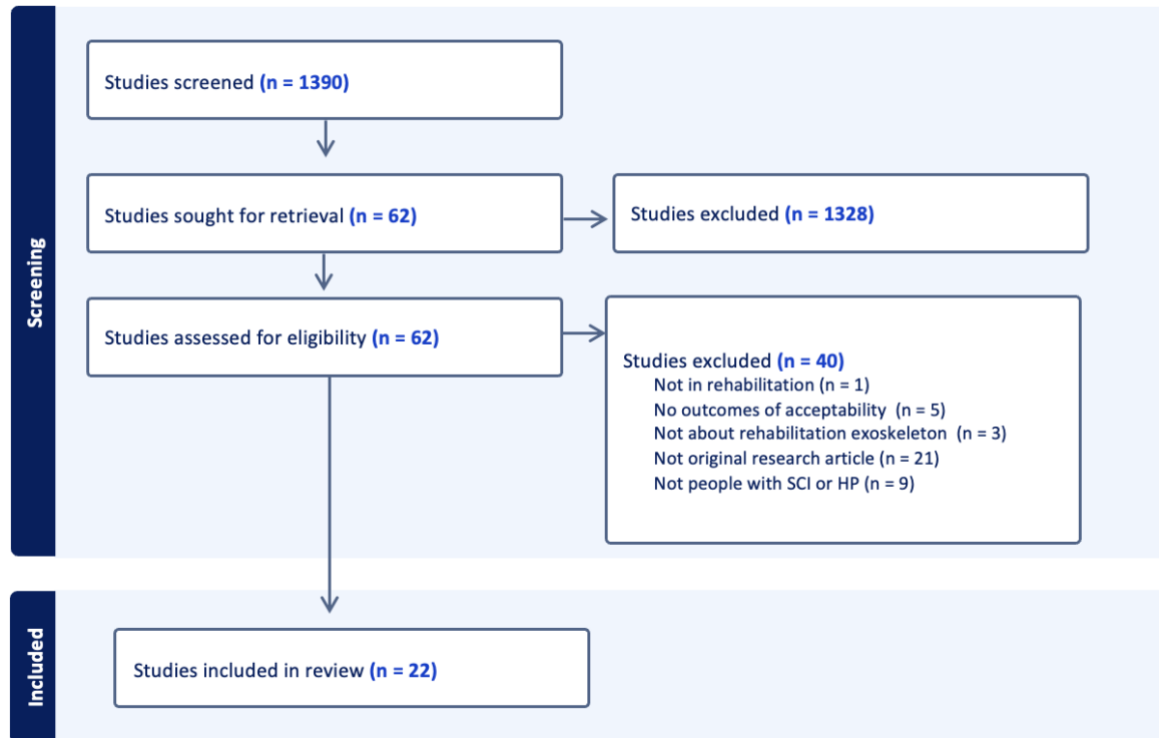 Screening
Studies screened (n = 1390)
Studies sought for retrieval (n = 62)
Studies excluded (n = 1328)
Studies assessed for eligibility (n = 62)
Studies excluded (n = 40)
Not in rehabilitation (n = 1)
No outcomes of acceptability (n = 5)
Not about rehabilitation exoskeleton (n = 3)
Not original research article (n = 21)
Not people with SCI or HP (n = 9)
Included
Studies included in review (n = 22)